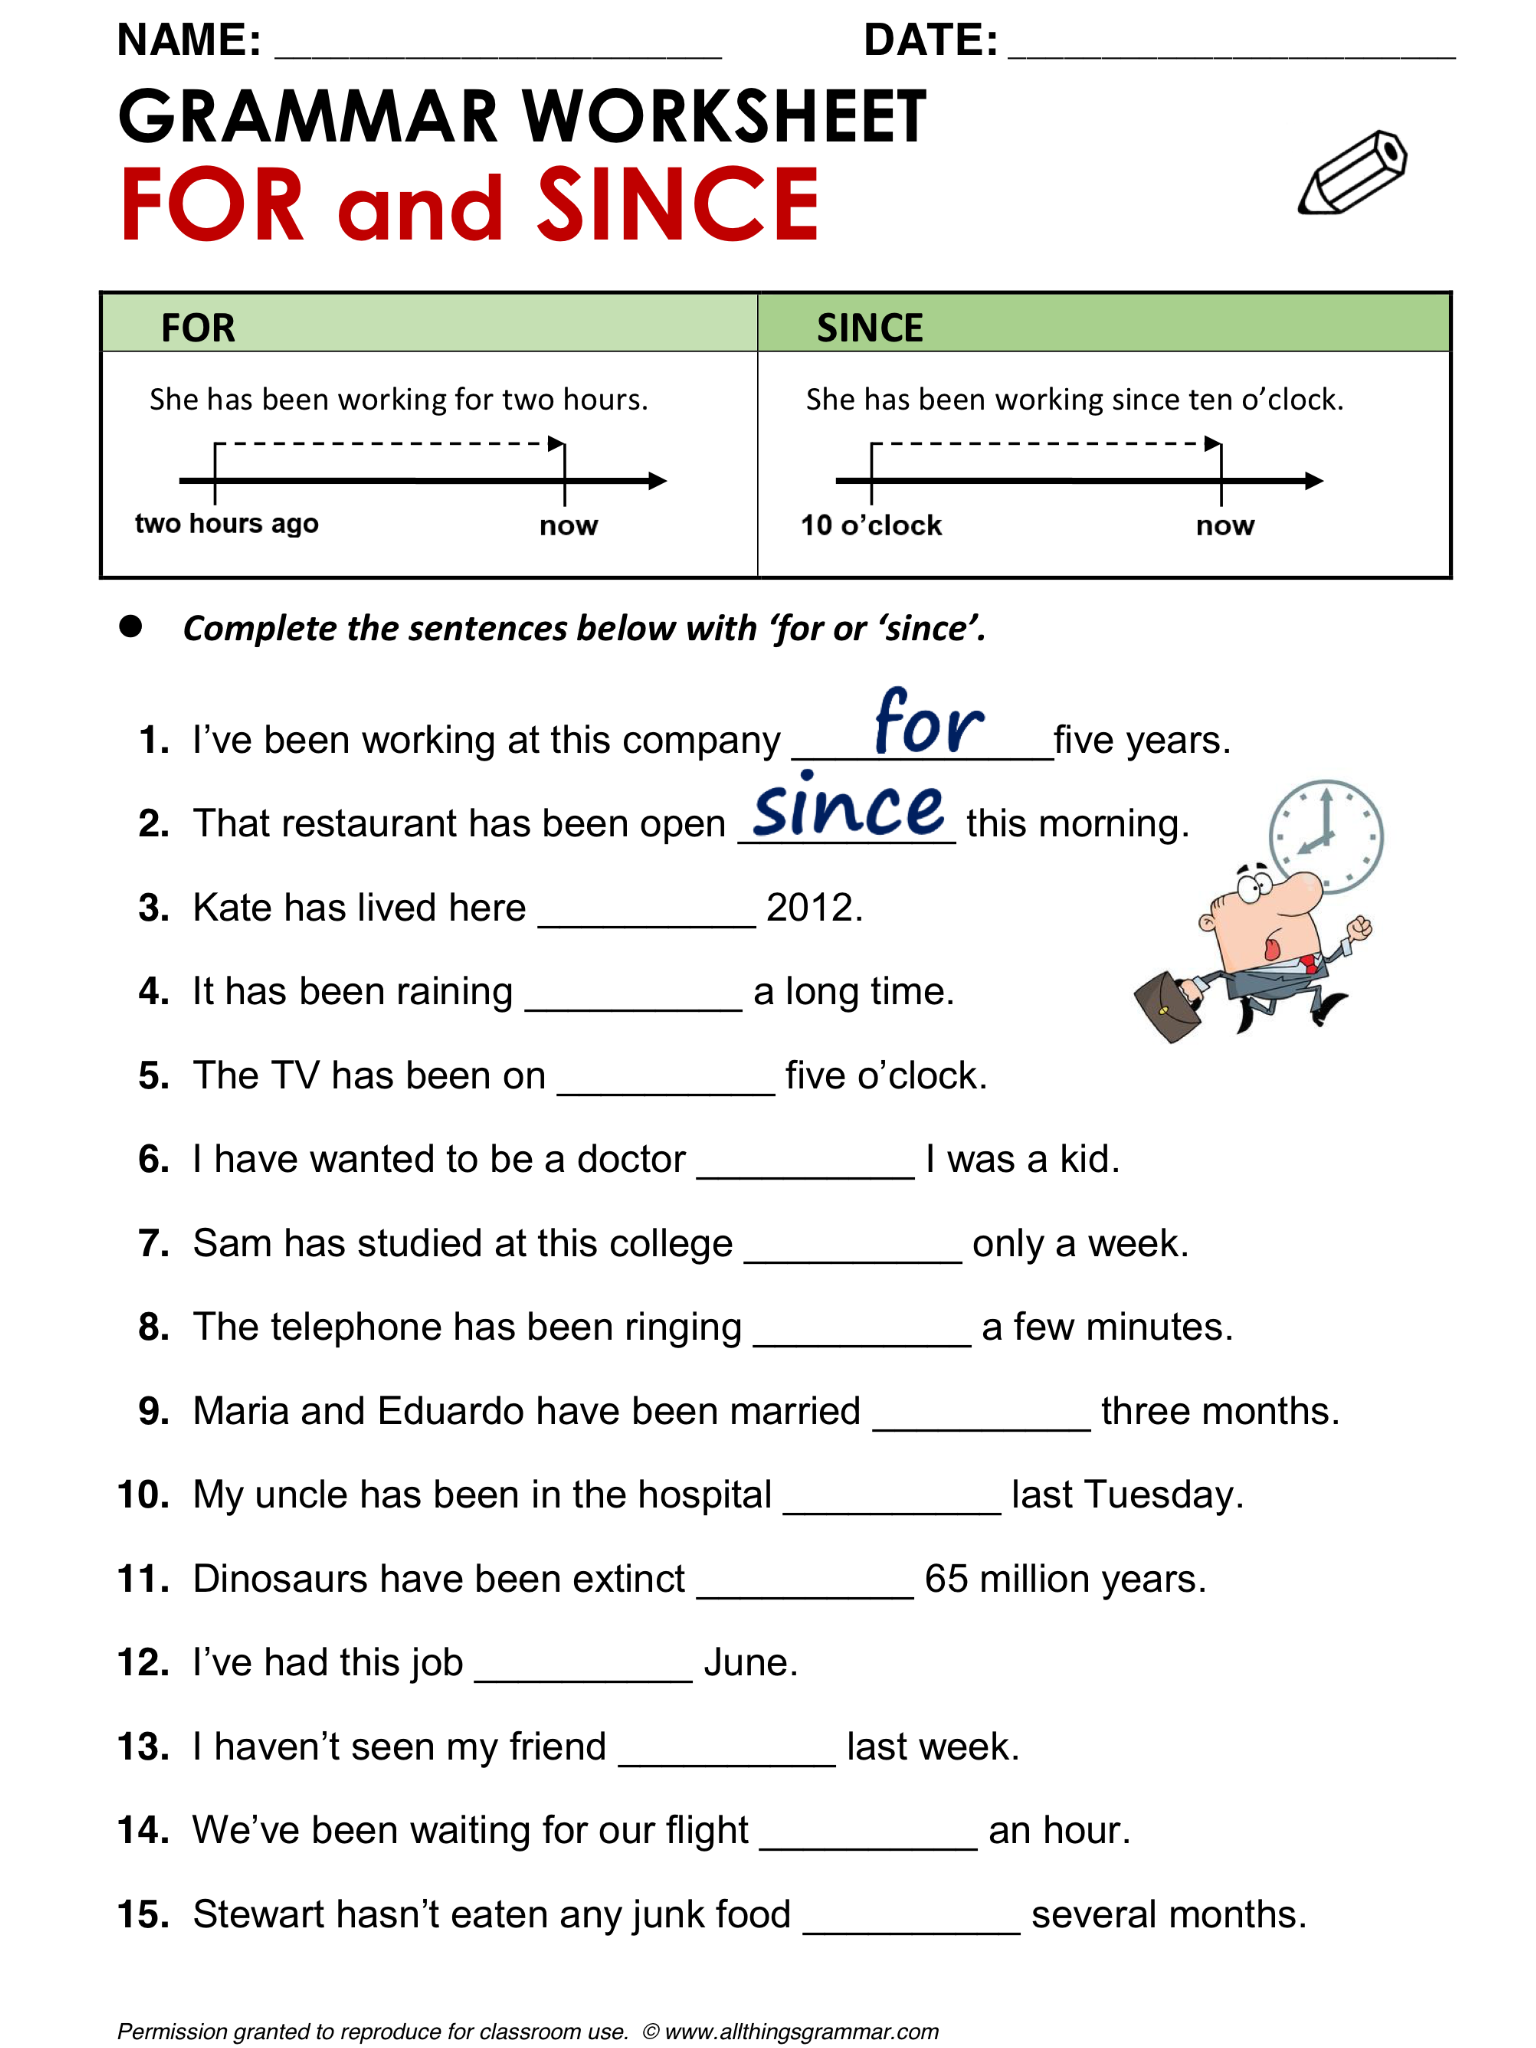 NAME: ________________________ DATE: ________________________
GRAMMAR WORKSHEET
FOR and SINCE
FOR SINCE
She has been working for two hours. She has been working since ten o’clock.
two hours ago now 10 o’clock now
● Complete the sentences below with ‘for or ‘since’.
1. I’ve been working at this company ____for____five years.
2. That restaurant has been open __since__ this morning.
3. Kate has lived here __________ 2012.
4. It has been raining __________ a long time.
5. The TV has been on __________ five o’clock.
6. I have wanted to be a doctor __________ I was a kid.
7. Sam has studied at this college __________ only a week.
8. The telephone has been ringing __________ a few minutes.
9. Maria and Eduardo have been married __________ three months.
10. My uncle has been in the hospital __________ last Tuesday.
11. Dinosaurs have been extinct __________ 65 million years.
12. I’ve had this job __________ June.
13. I haven’t seen my friend __________ last week.
14. We’ve been waiting for our flight __________ an hour.
15. Stewart hasn’t eaten any junk food __________ several months.
Permission granted to reproduce for classroom use. © www.allthingsgrammar.com